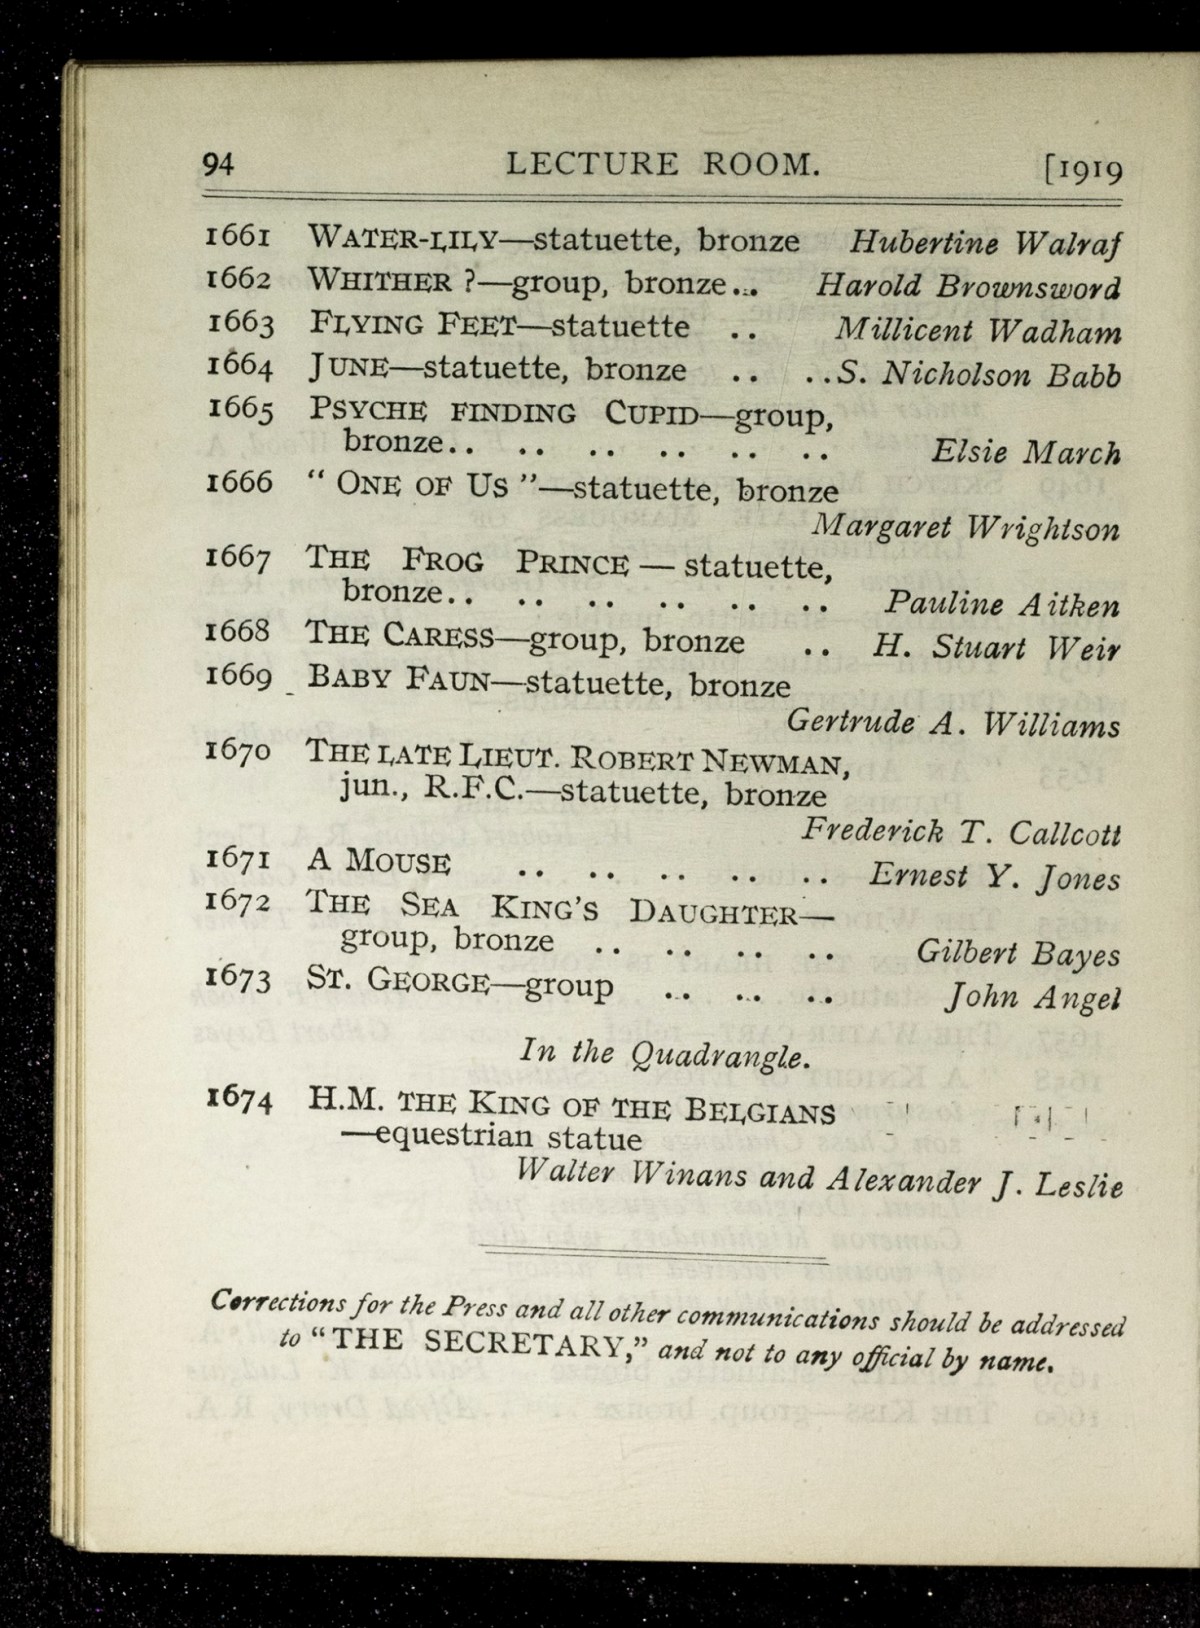 94 LECTURE ROOM. [1919
1661 WATER-LILY—statuette, bronze Hubertine Walraf
1662 WHITHER ?—group, bronze... Harold Brownsword
1663 FLYING FEET—statuette .. Millicent Wadham
1664 JUNE—statuette, bronze .. ..S. Nicholson Babb
1665 PSYCHE FINDING CUPID—group,
bronze.. .. .. .. .. .. Elsie March
1666 “ ONE OF US ”—statuette, bronze
Margaret Wrightson
1667 THE FROG PRINCE — statuette,
bronze.. .. .. .. .. .. Pauline Aitken
1668 THE CARESS—group, bronze .. H. Stuart Weir
1669 BABY FAUN—statuette, bronze
Gertrude A. Williams
1670 THE LATE LIEUT. ROBERT NEWMAN,
jun., R.F.C.—statuette, bronze
Frederick T. Callcott
1671 A MOUSE .. .. .. .. .. Ernest Y. Jones
1672 THE SEA KING'S DAUGHTER—
group, bronze .. .. .. .. Gilbert Bayes
1673 ST. GEORGE—group .. .. .. John Angel
In the Quadrangle.
1674 H.M. THE KING OF THE BELGIANS
—equestrian statue
Walter Winans and Alexander J. Leslie
Corrections for the Press and all other communications should be addressed
to “THE SECRETARY,” and not to any official by name.